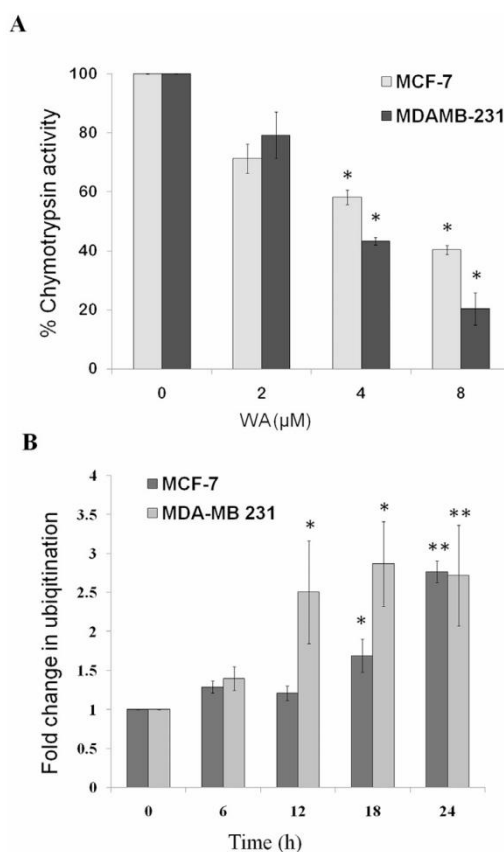 A
100
80
60
40
20
0
% Chymotrypsin activity
MCF-7
MDAMB-231
*
*
*
*
0 2 4 8
WA(µM)
B
4
3.5
3
2.5
2
1.5
1
0.5
0
Fold change in ubiqitination
MCF-7
MDA-MB 231
*
*
*
**
**
0 6 12 18 24
Time (h)